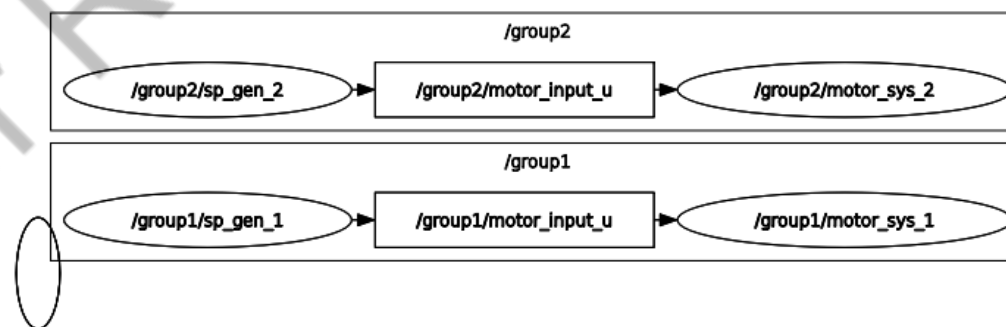 /group2
/group2/sp_gen_2 /group2/motor_input_u /group2/motor_sys_2
/group1
/group1/sp_gen_1 /group1/motor_input_u /group1/motor_sys_1